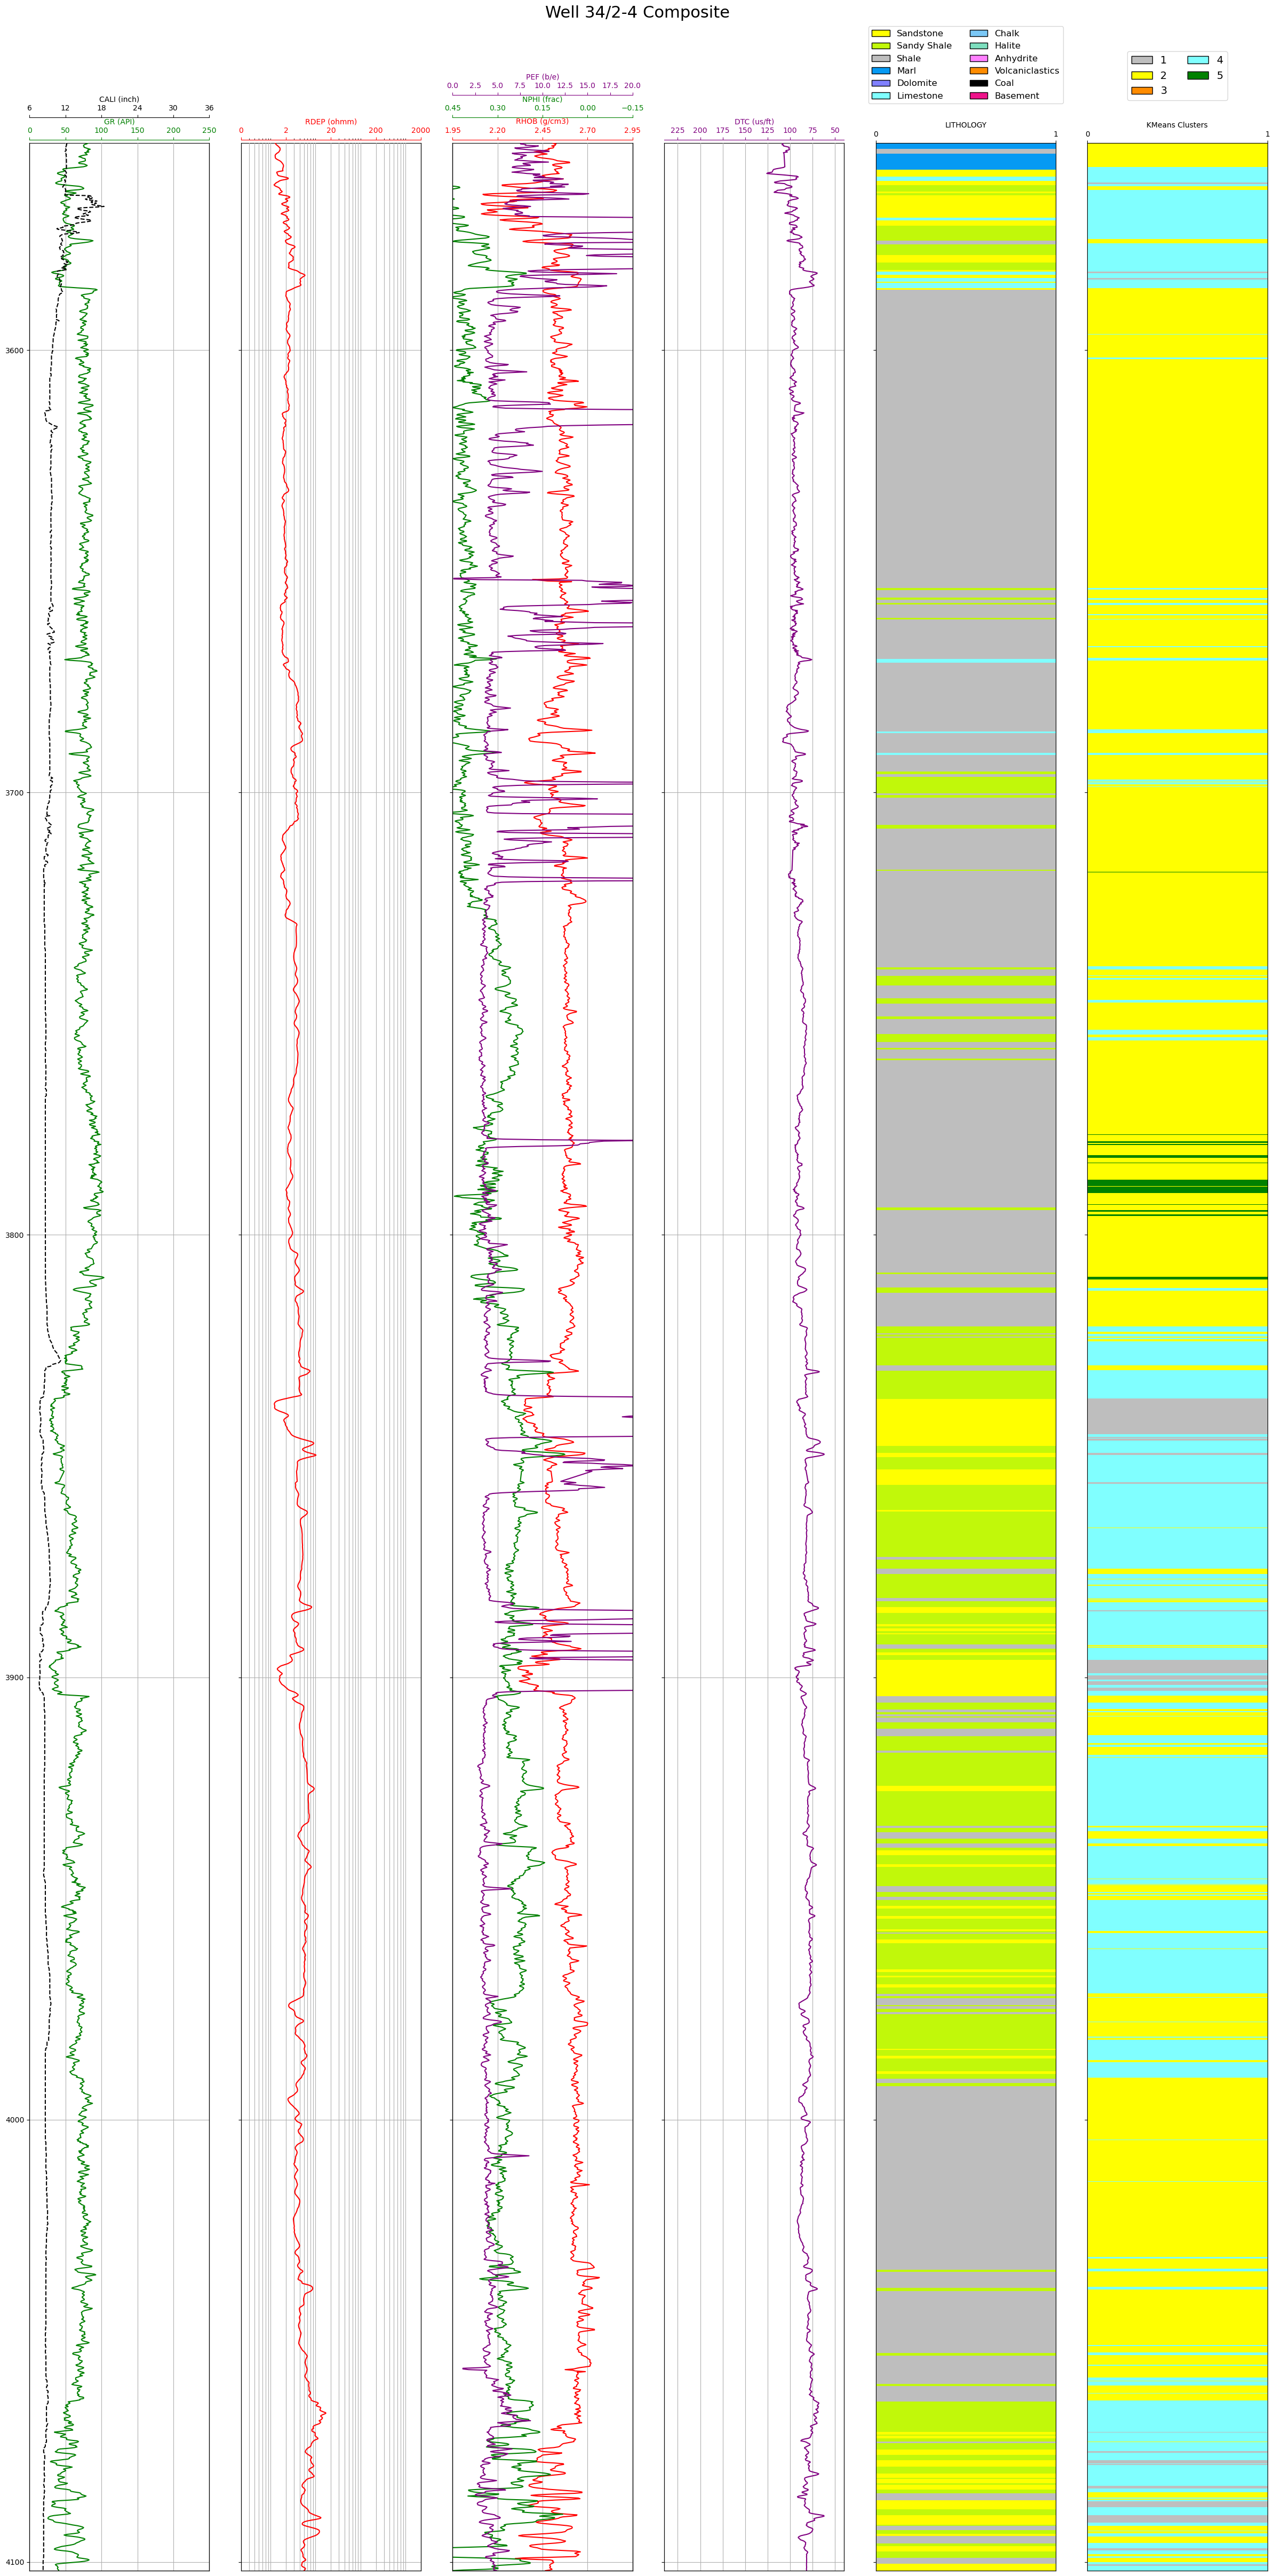 Well 34/2-4 Composite
Sandstone Chalk
Sandy Shale Halite
Shale Anhydrite
Marl Volcaniclastics
Dolomite Coal
Limestone Basement
1 4
2 5
3
PEF (b/e)
0.0 2.5 5.0 7.5 10.0 12.5 15.0 17.5 20.0
CALI (inch)
6 12 18 24 30 36
NPHI (frac)
0.45 0.30 0.15 0.00 −0.15
GR (API)
0 50 100 150 200 250
RDEP (ohmm)
0 2 20 200 2000
RHOB (g/cm3)
1.95 2.20 2.45 2.70 2.95
DTC (us/ft)
225 200 175 150 125 100 75 50
LITHOLOGY
0 1
KMeans Clusters
0 1
3600
3700
3800
3900
4000
4100